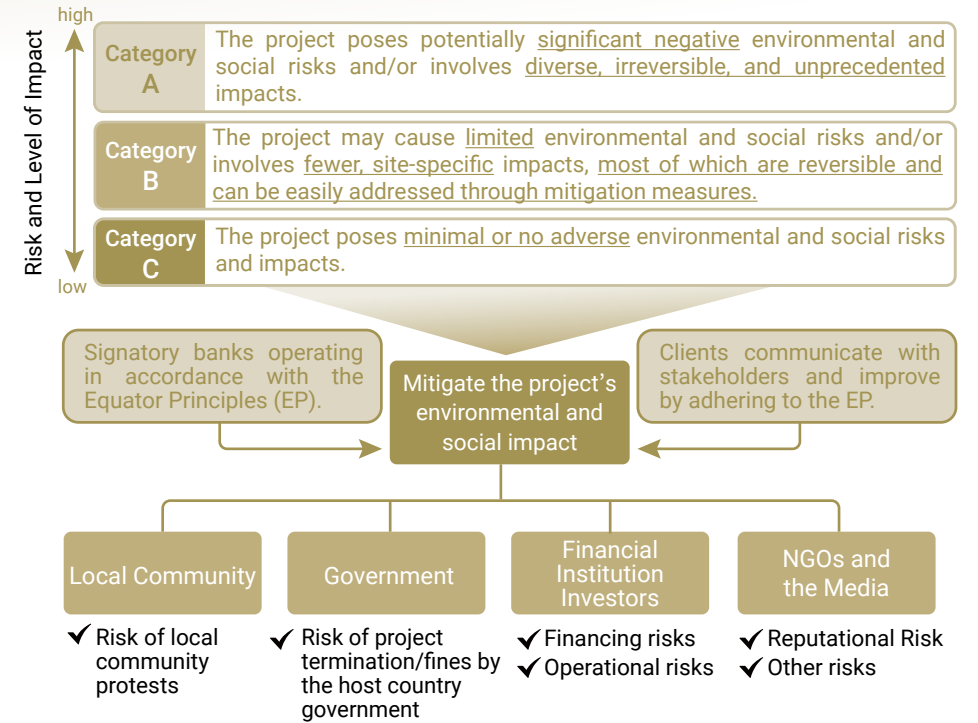 high
Risk and Level of Impact
low
Category
A
The project poses potentially significant negative environmental and
social risks and/or involves diverse, irreversible, and unprecedented
impacts.
Category
B
The project may cause limited environmental and social risks and/or
involves fewer, site-specific impacts, most of which are reversible and
can be easily addressed through mitigation measures.
Category
C
The project poses minimal or no adverse environmental and social risks
and impacts.
Signatory banks operating
in accordance with the
Equator Principles (EP).
Mitigate the project's
environmental and
social impact
Clients communicate with
stakeholders and improve
by adhering to the EP.
Local Community
Risk of local
community
protests
Government
Risk of project
termination/fines by
the host country
government
Financial
Institution
Investors
Financing risks
Operational risks
NGOs and
the Media
Reputational Risk
Other risks